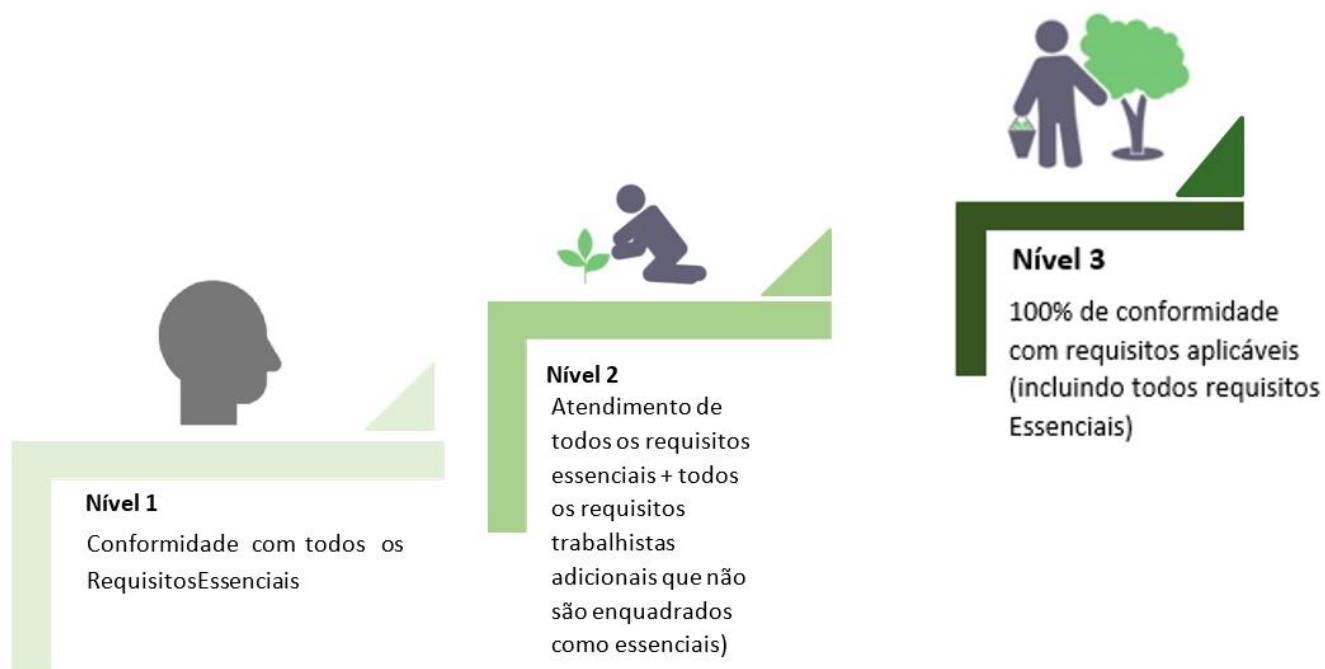 Nível 1
Conformidade com todos os
RequisitosEssenciais
Nível 2
Atendimento de
todos os requisitos
essenciais + todos
os requisitos
trabalhistas
adicionais que não
são enquadrados
como essenciais)
Nível 3
100% de conformidade
com requisitos aplicáveis
(incluindo todos requisitos
Essenciais)